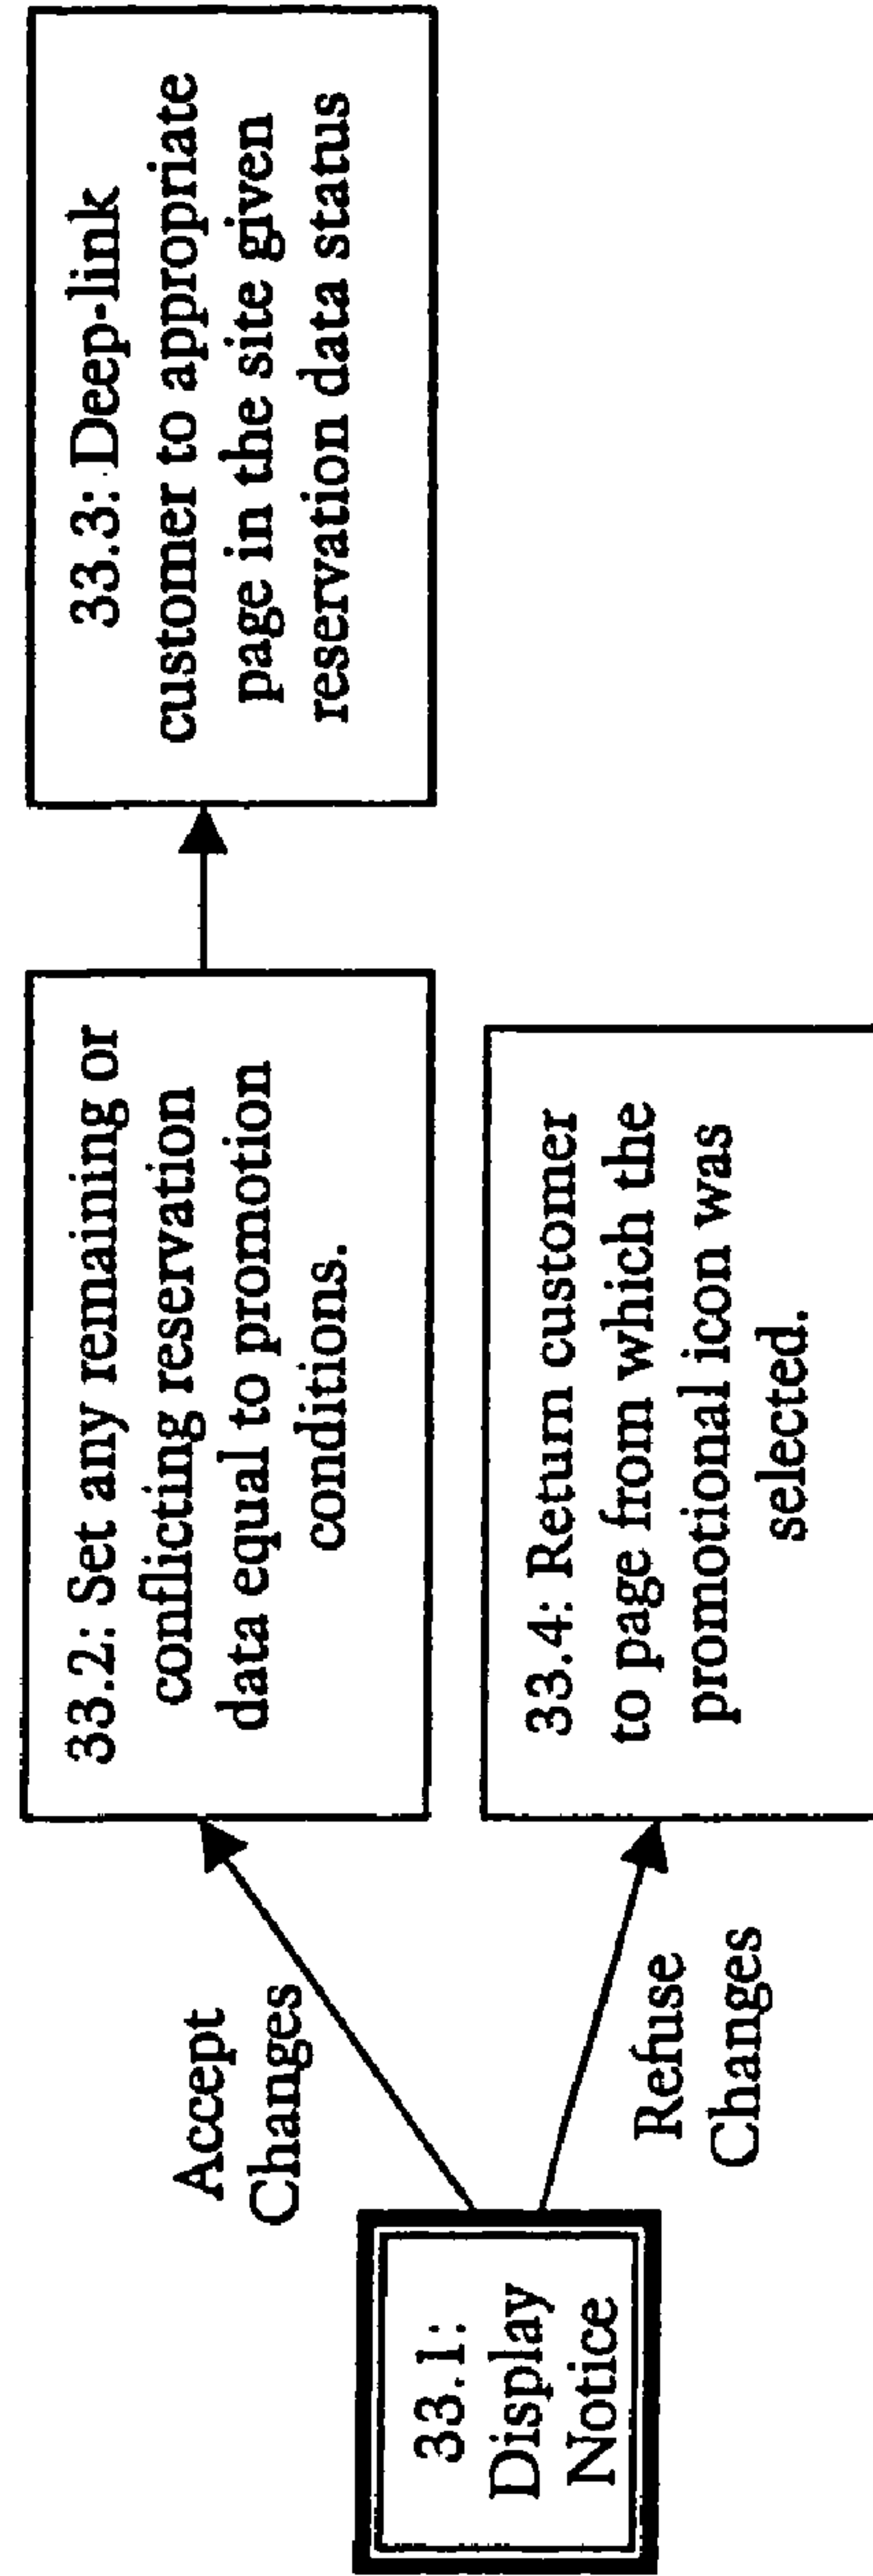 33.1:
Display
Notice
Accept
Changes
Refuse
Changes
33.2: Set any remaining or
conflicting reservation
data equal to promotion
conditions.
33.3: Deep-link
customer to appropriate
page in the site given
reservation data status
33.4: Return customer
to page from which the
promotional icon was
selected.